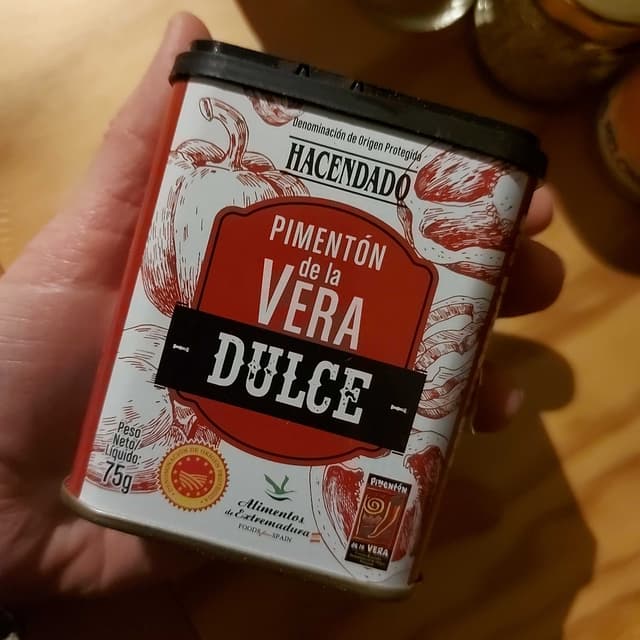 Denominación de Origen Protegida
HACENDADO
PIMENTÓN
de la
VERA
DULCE
Peso
Neto/
Líquido:
75g
Alimentos
de Extremadura
FOODS from SPAIN
PIMENTÓN
DE LA VERA